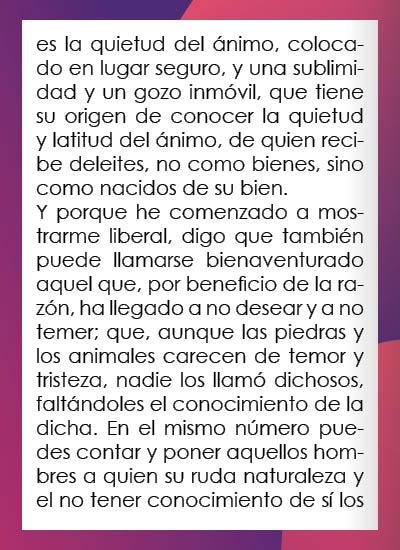 es la quietud del ánimo, coloca-
do en lugar seguro, y una sublimi-
dad y un gozo inmóvil, que tiene
su origen de conocer la quietud
y latitud del ánimo, de quien reci-
be deleites, no como bienes, sino
como nacidos de su bien.
Y porque he comenzado a mos-
trarme liberal, digo que también
puede llamarse bienaventurado
aquel que, por beneficio de la ra-
zón, ha llegado a no desear y a no
temer; que, aunque las piedras y
los animales carecen de temor y
tristeza, nadie los llamó dichosos,
faltándoles el conocimiento de la
dicha. En el mismo número pue-
des contar y poner aquellos hom-
bres a quien su ruda naturaleza y
el no tener conocimiento de sí los